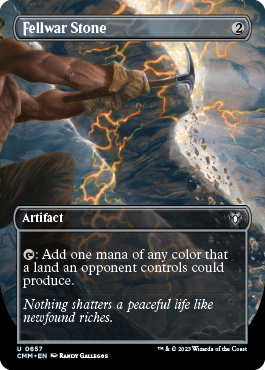 Fellwar Stone 2
Artifact
: Add one mana of any color that
a land an opponent controls could
produce.
Nothing shatters a peaceful life like
newfound riches.
U 0657
CMM • EN Randy Gallegos
™ & © 2023 Wizards of the Coast